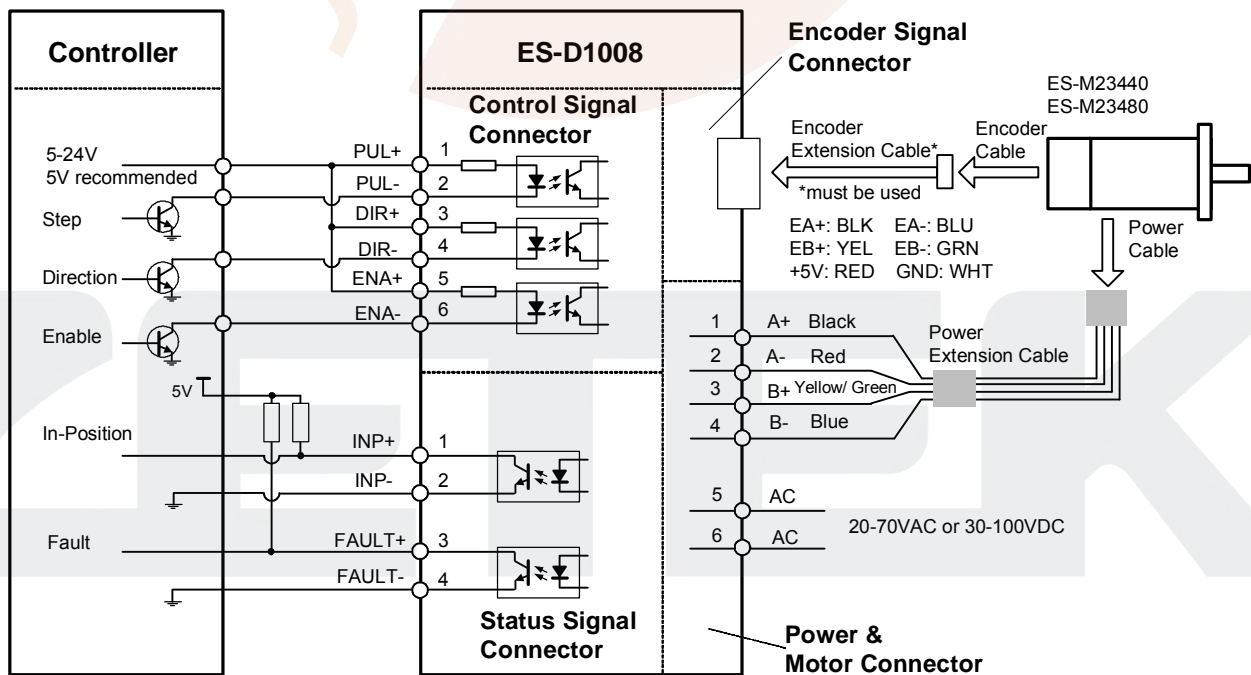 Controller
ES-D1008
Encoder Signal
Connector
ES-M23440
ES-M23480
Control Signal
Connector
Encoder
Extension Cable*
*must be used
Encoder
Cable
Power
Cable
EA+: BLK EA-: BLU
EB+: YEL EB-: GRN
+5V: RED GND: WHT
5-24V
5V recommended
Step
Direction
Enable
PUL+ 1
PUL- 2
DIR+ 3
DIR- 4
ENA+ 5
ENA- 6
5V
In-Position
Fault
INP+ 1
INP- 2
FAULT+ 3
FAULT- 4
Status Signal
Connector
1 A+ Black
2 A- Red
3 B+ Yellow/ Green
4 B- Blue
Power
Extension Cable
5 AC
6 AC
20-70VAC or 30-100VDC
Power &
Motor Connector